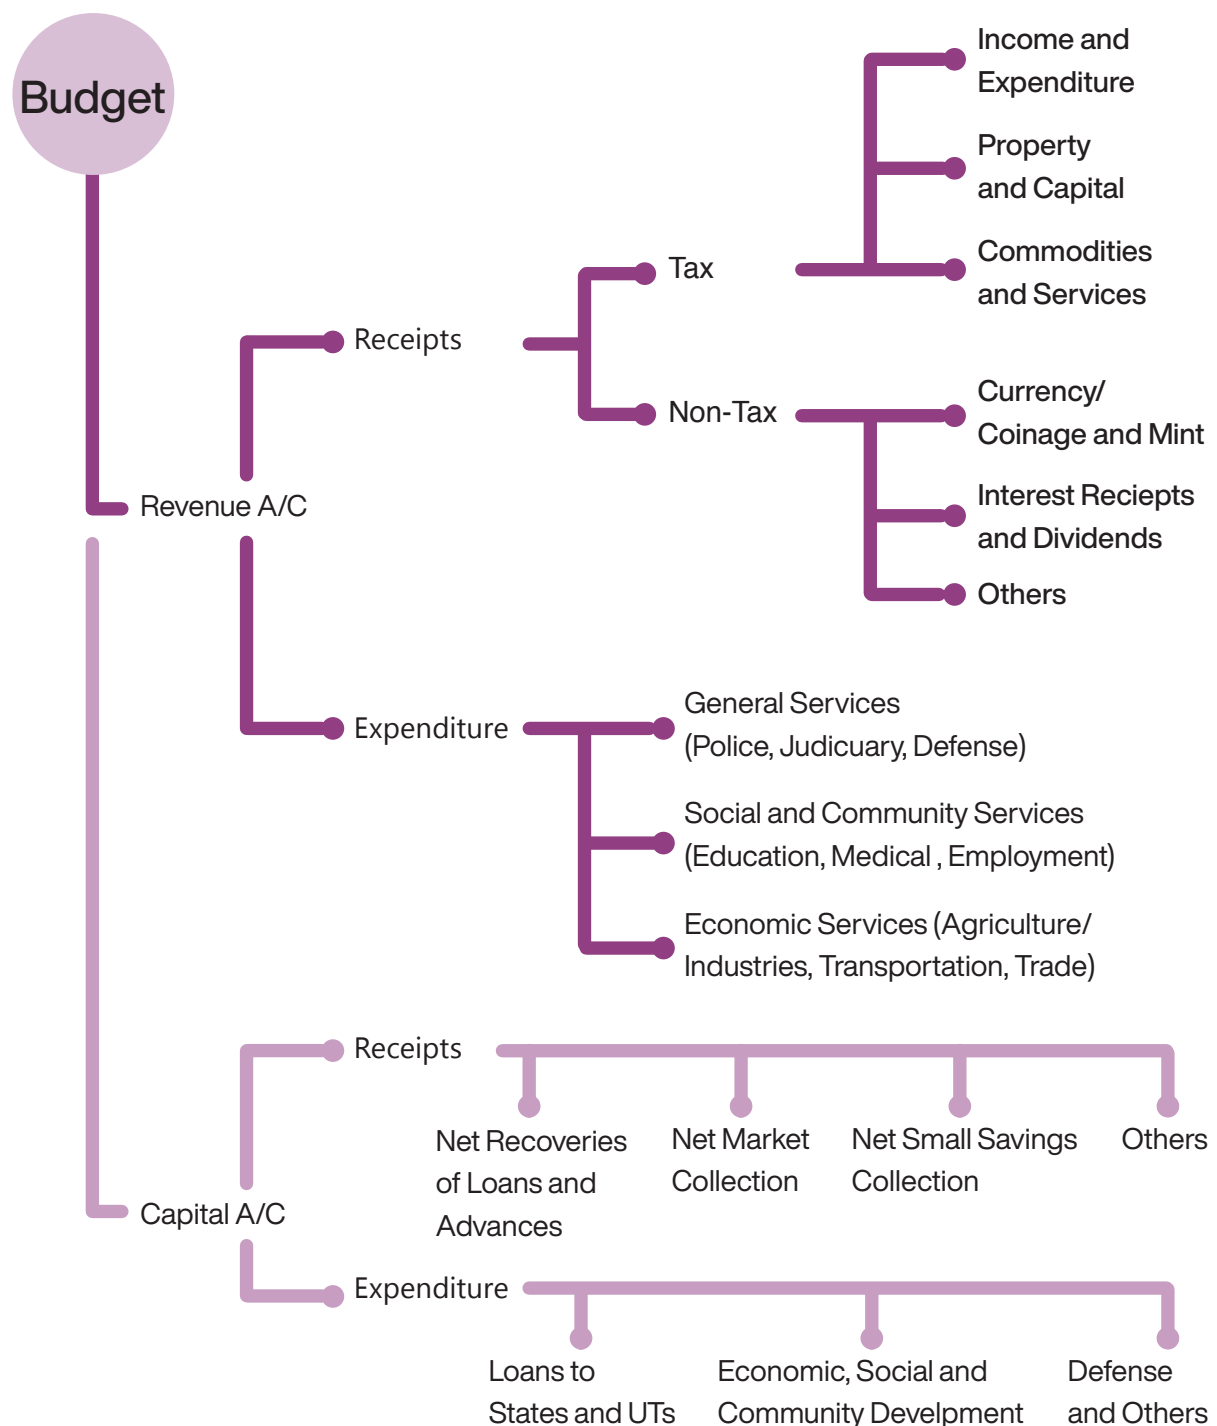 Budget
Income and
Expenditure
Property
and Capital
Commodities
and Services
Tax
Receipts
Non-Tax
Currency/
Coinage and Mint
Interest Reciepts
and Dividends
Others
Revenue A/C
Expenditure
General Services
(Police, Judicuary, Defense)
Social and Community Services
(Education, Medical , Employment)
Economic Services (Agriculture/
Industries, Transportation, Trade)
Receipts
Net Recoveries
of Loans and
Advances
Net Market
Collection
Net Small Savings
Collection
Others
Capital A/C
Expenditure
Loans to
States and UTs
Economic, Social and
Community Develpment
Defense
and Others